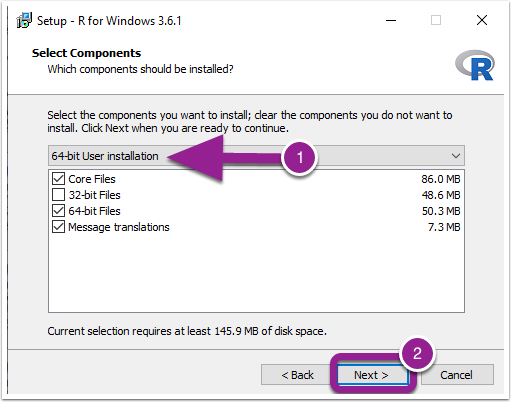 Setup - R for Windows 3.6.1
Select Components
Which components should be installed?
R
Select the components you want to install; clear the components you do not want to
install. Click Next when you are ready to continue.
64-bit User installation
1
Core Files 86.0 MB
32-bit Files 48.6 MB
64-bit Files 50.3 MB
Message translations 7.3 MB
Current selection requires at least 145.9 MB of disk space.
2
< Back Next > Cancel